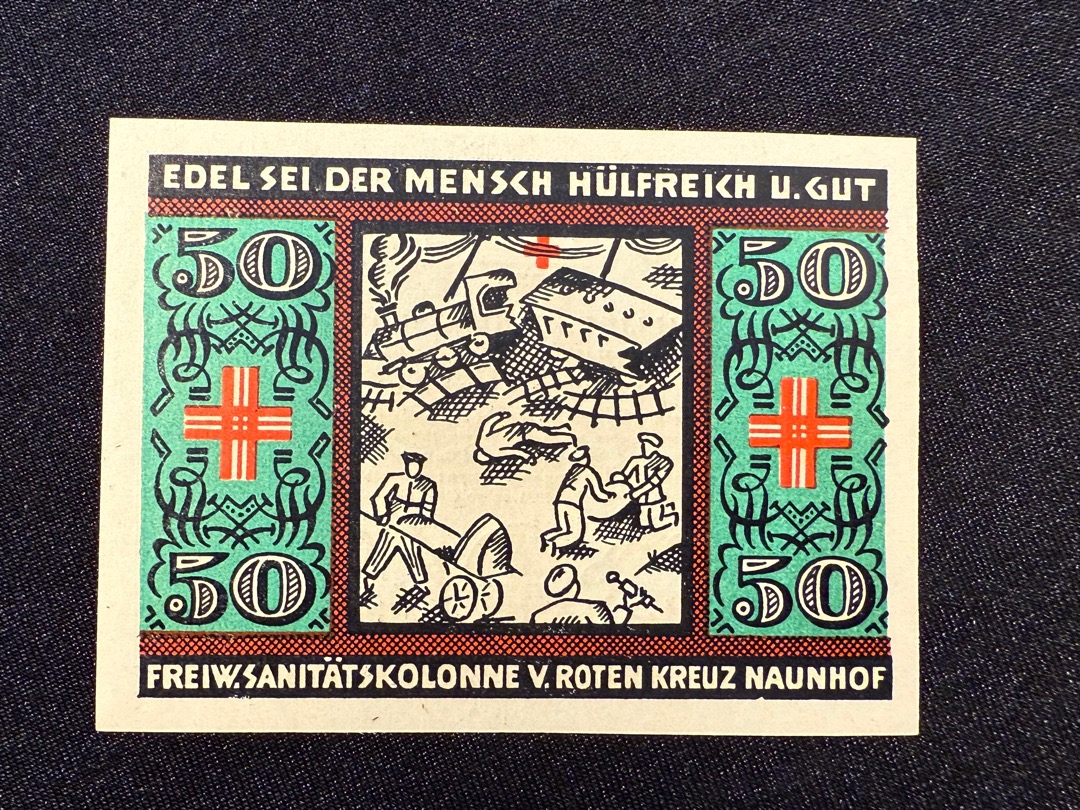 EDEL SEI DER MENSCH HÜLFREICH U. GUT
50 50
50 50
FREIW. SANITÄTSKOLONNE V. ROTEN KREUZ NAUNHOF